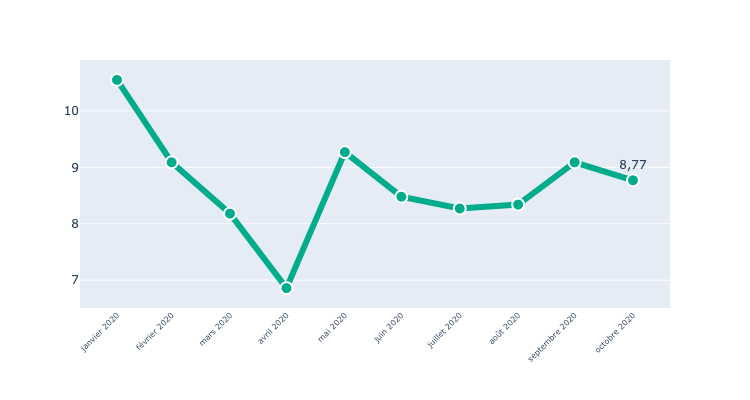 10
9
8
7
8,77
janvier 2020
février 2020
mars 2020
avril 2020
mai 2020
juin 2020
juillet 2020
août 2020
septembre 2020
octobre 2020